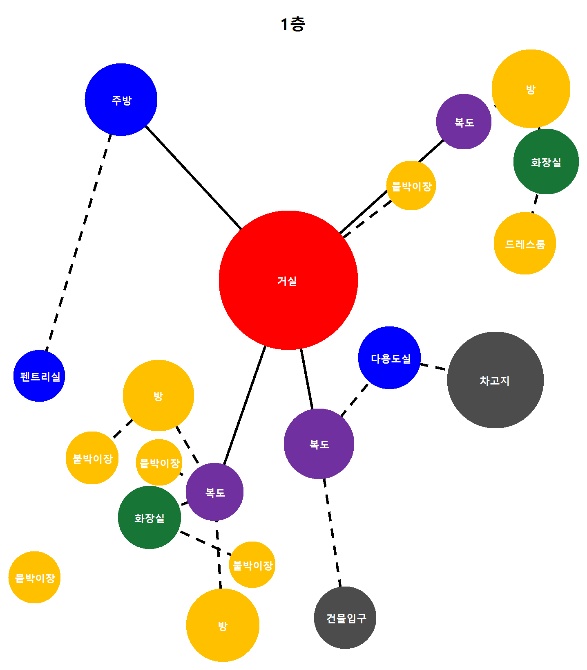 1층
주방
방
복도
화장실
붙박이장
드레스룸
거실
다용도실
펜트리실
차고지
방
복도
붙박이장
붙박이장
복도
화장실
붙박이장
붙박이장
건물입구
방